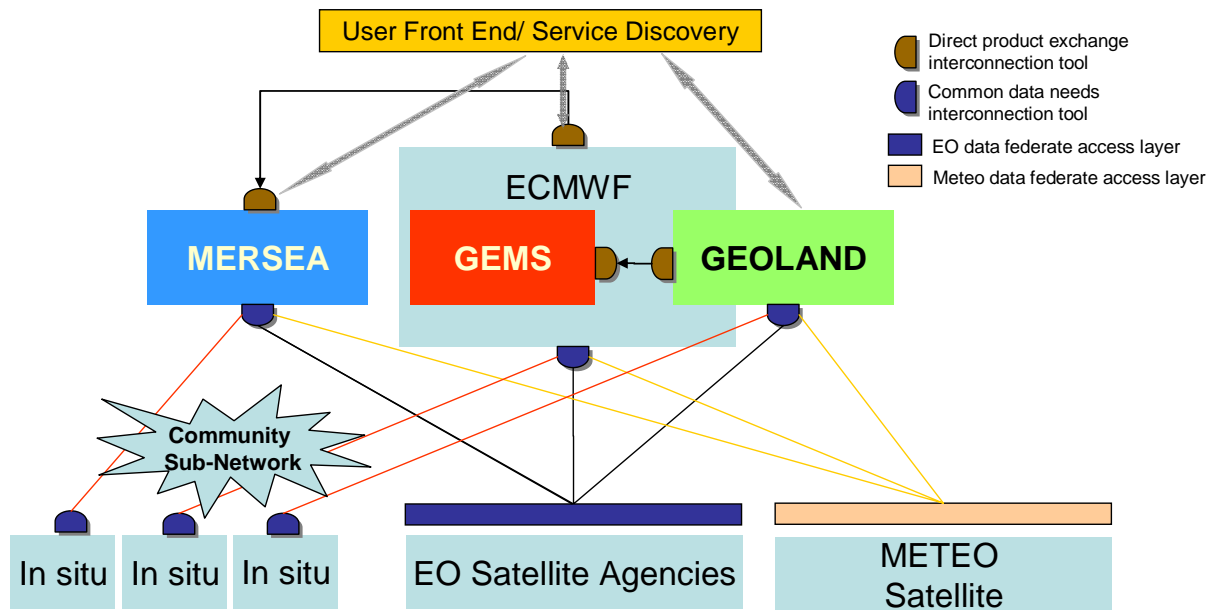 User Front End/ Service Discovery
Direct product exchange
interconnection tool
Common data needs
interconnection tool
EO data federate access layer
Meteo data federate access layer
ECMWF
MERSEA
GEMS
GEOLAND
Community
Sub-Network
In situ
In situ
In situ
EO Satellite Agencies
METEO
Satellite